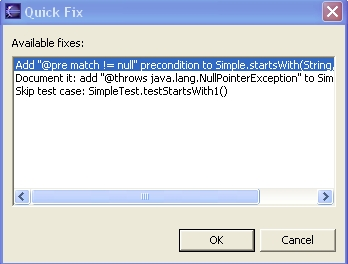 Quick Fix
Available fixes:
Add "@pre match != null" precondition to Simple.startsWith(String,
Document it: add "@throws java.lang.NullPointerException" to Sim
Skip test case: SimpleTest.testStartsWith1()
OK
Cancel